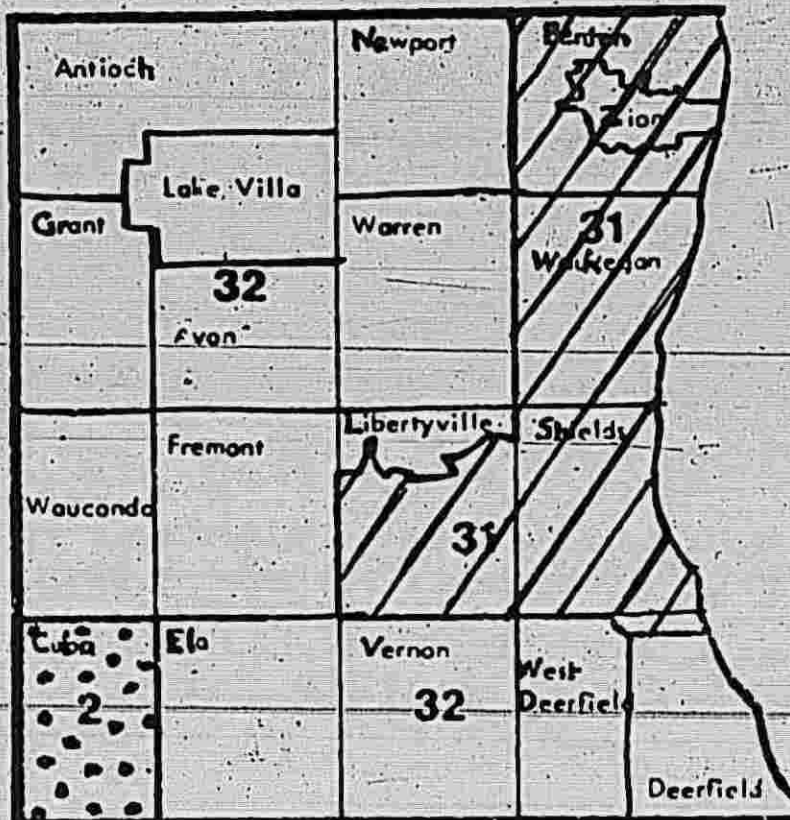 Newport
Benton
Antioch
Zion
Lake Villa
Grant
Warren
31
Waukegan
32
Avon
Libertyville
Shields
Fremont
Wauconda
31
Cuba
Ela
Vernon
West
Deerfield
2
32
Deerfield